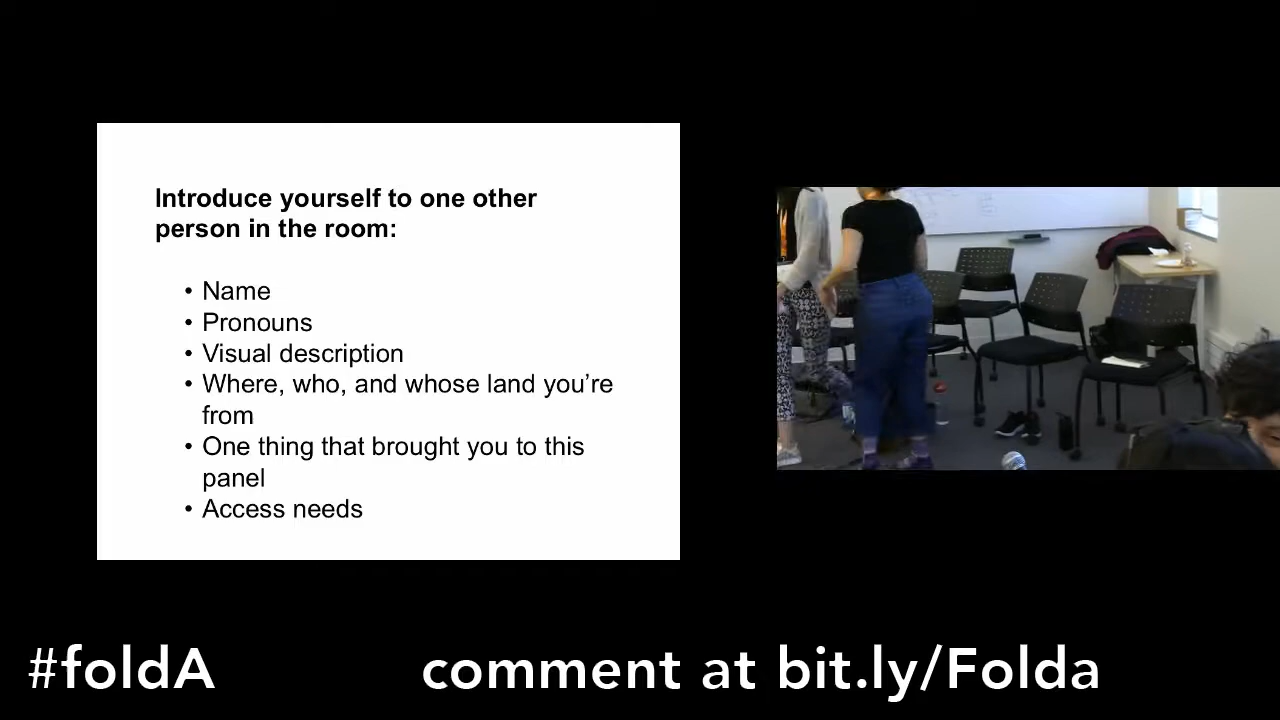 Introduce yourself to one other
person in the room:
• Name
• Pronouns
• Visual description
• Where, who, and whose land you’re
from
• One thing that brought you to this
panel
• Access needs
#foldA
comment at bit.ly/Folda